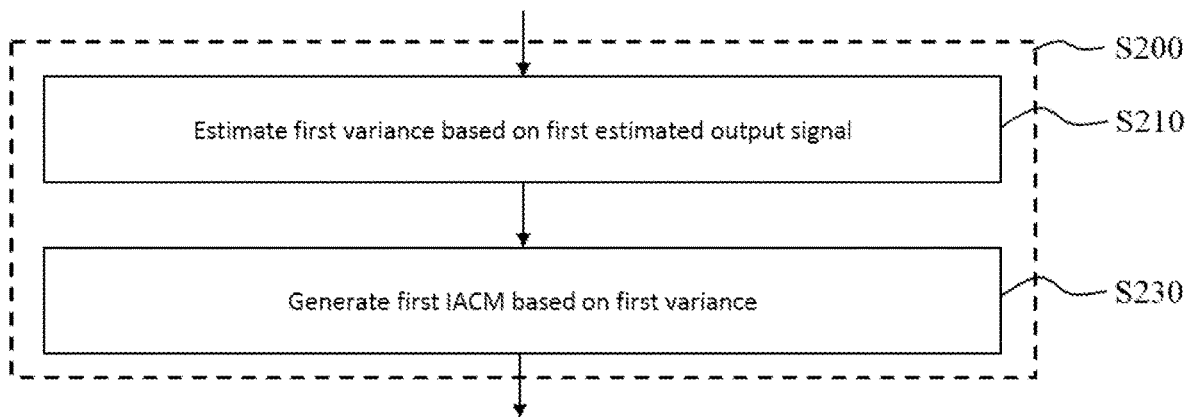 S200
Estimate first variance based on first estimated output signal
S210
Generate first IACM based on first variance
S230